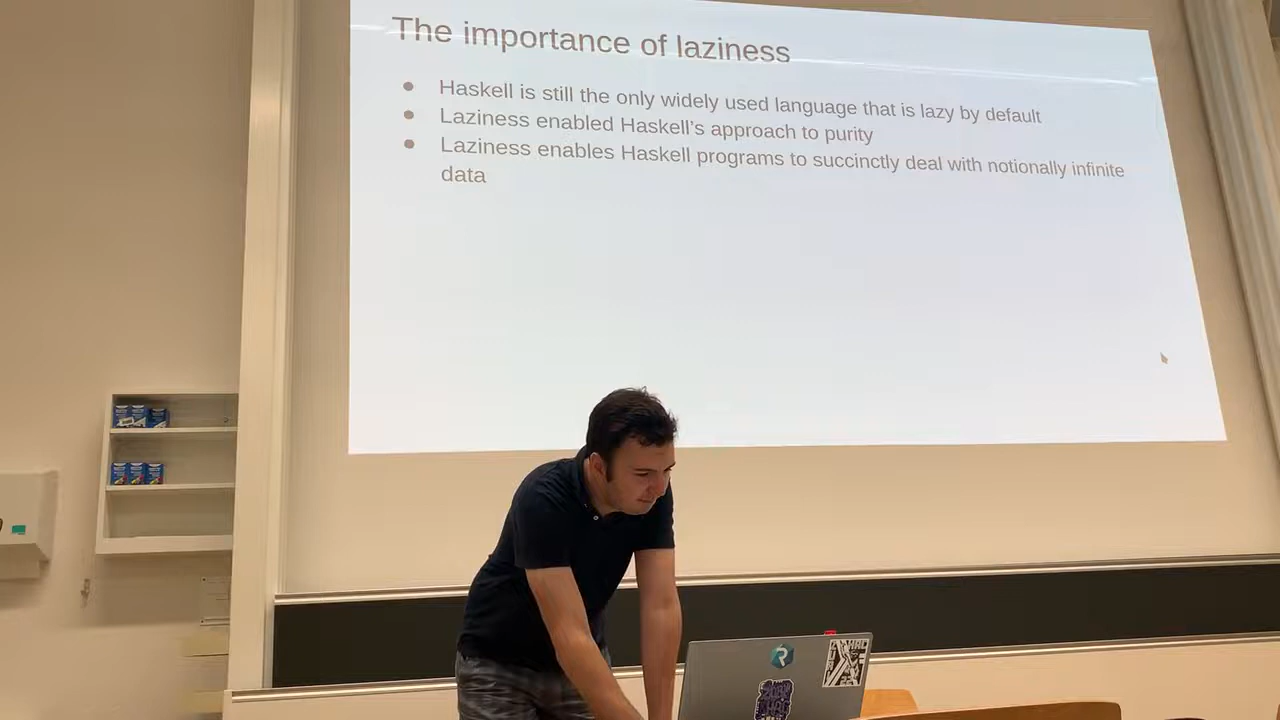 The importance of laziness
● Haskell is still the only widely used language that is lazy by default
● Laziness enabled Haskell's approach to purity
● Laziness enables Haskell programs to succinctly deal with notionally infinite
data